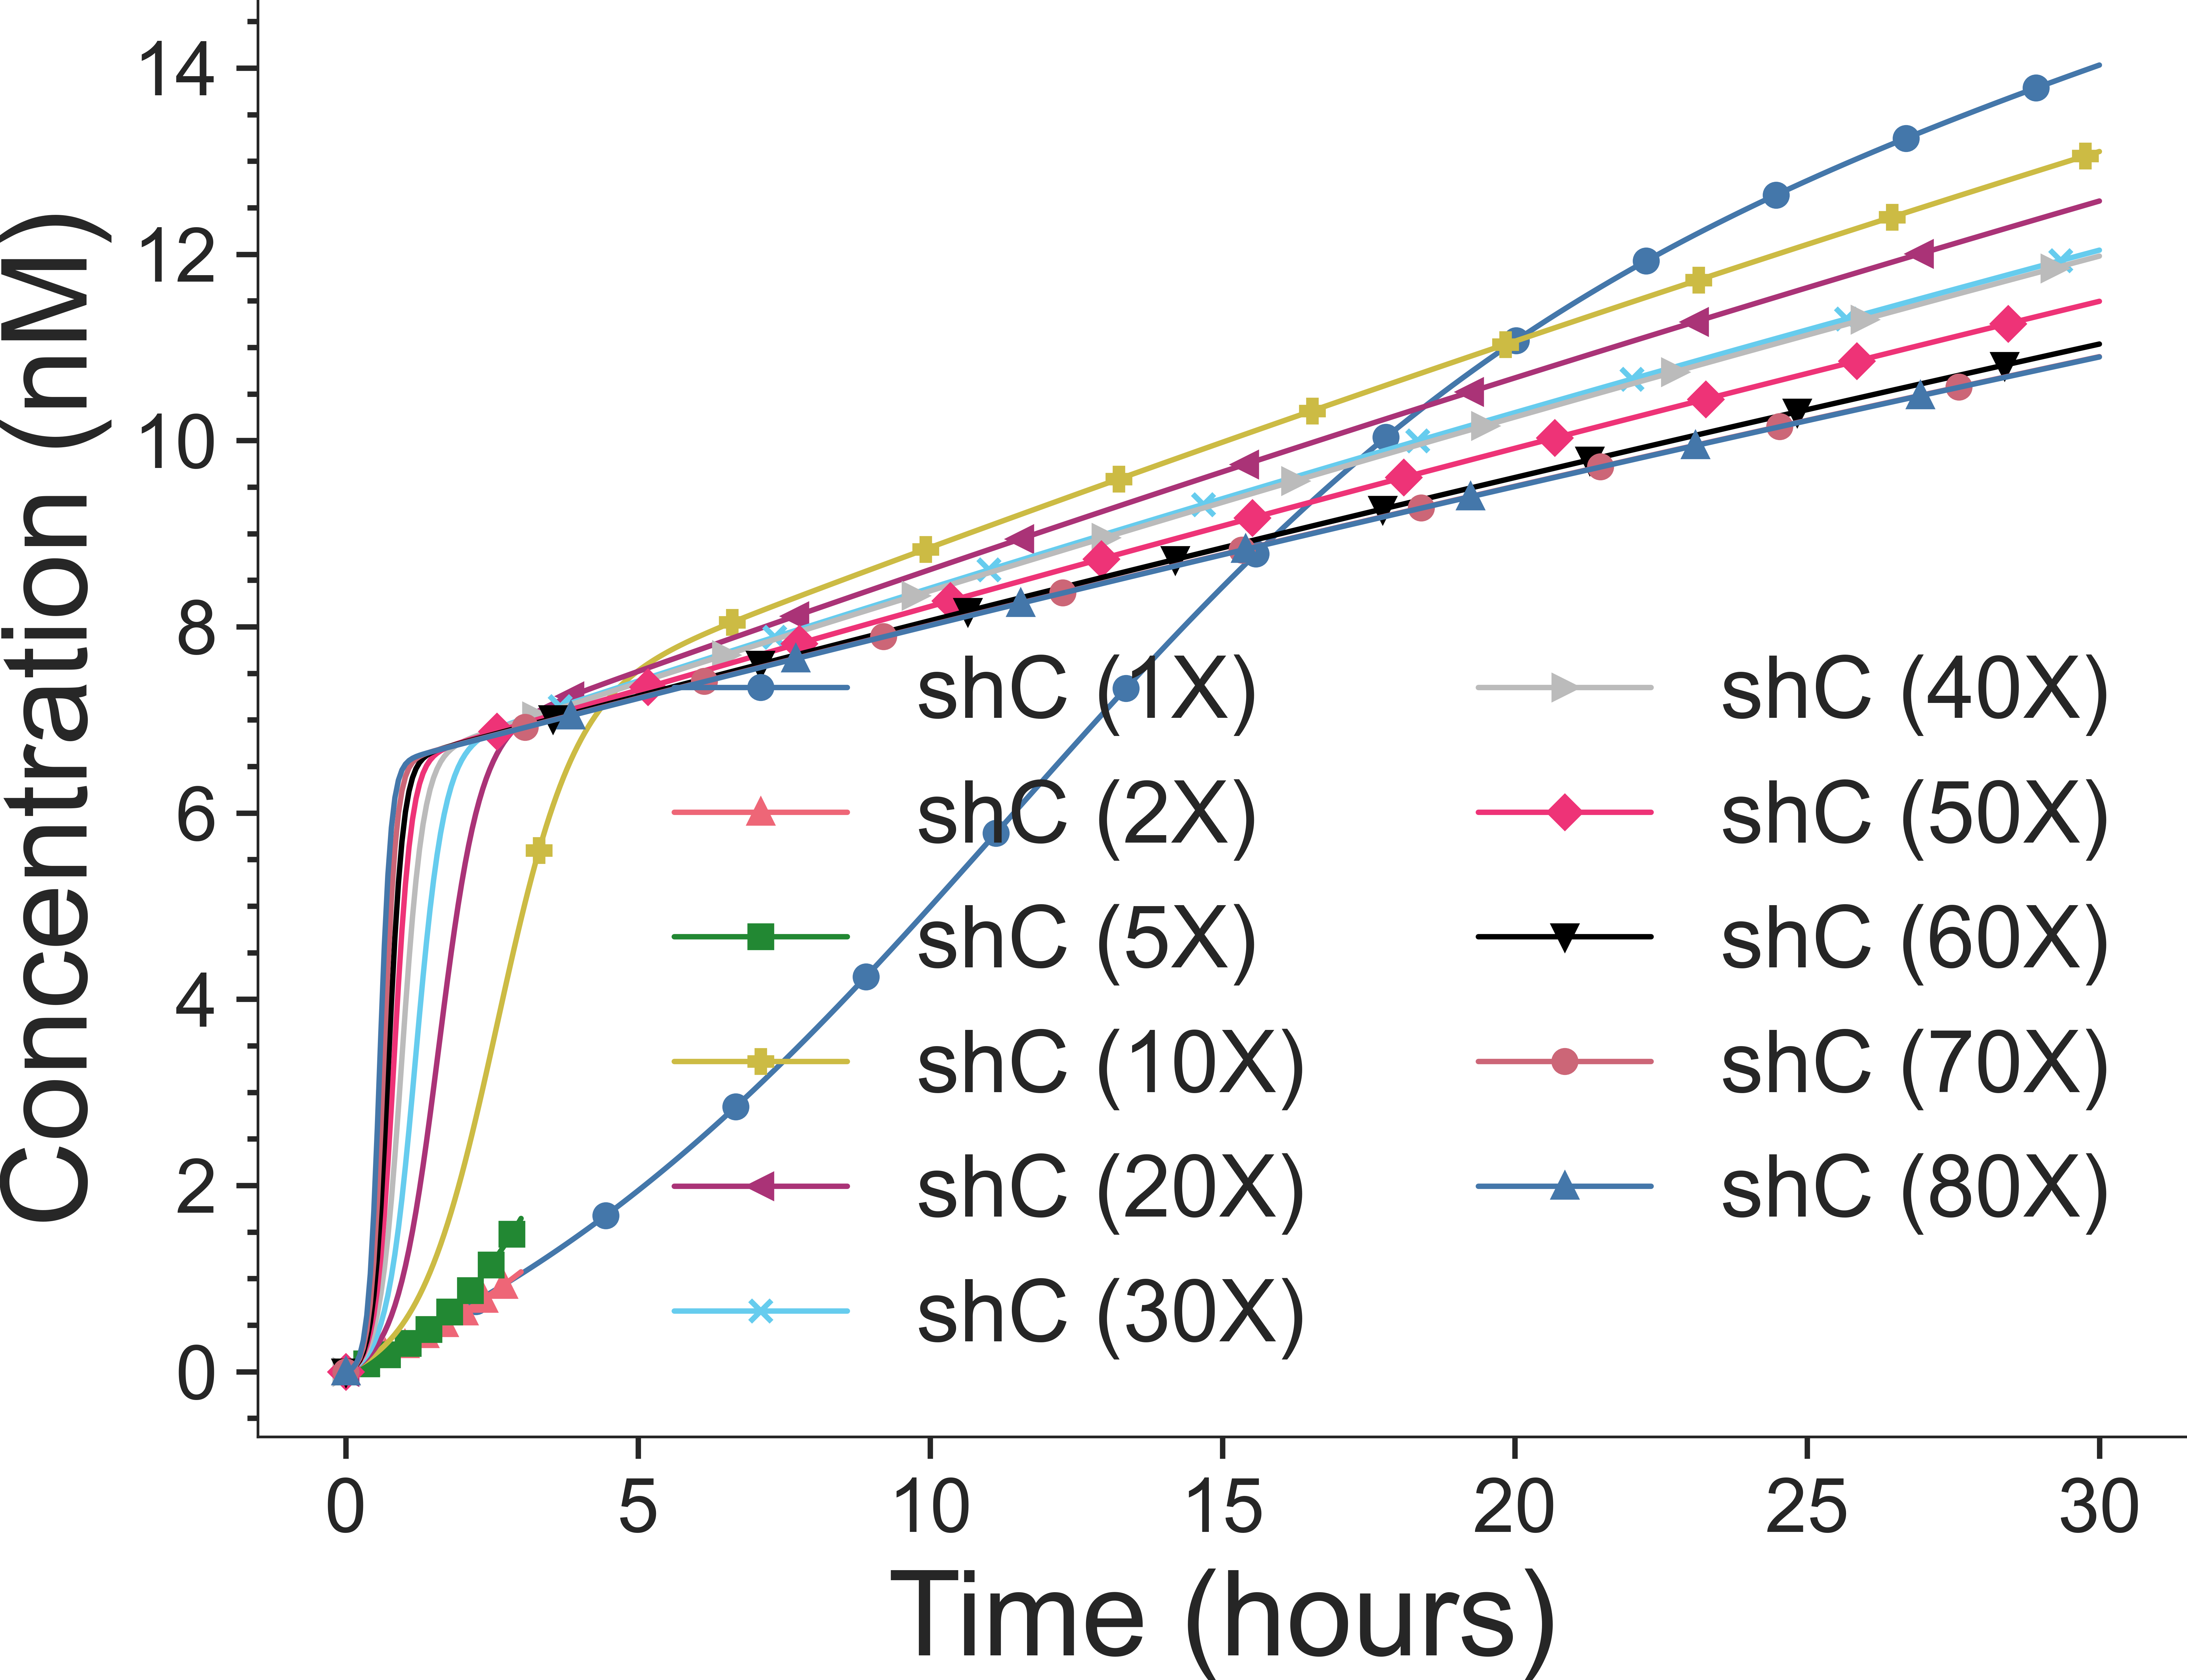 Concentration (nM)
14
12
10
8
6
4
2
0
shC (1X)
shC (2X)
shC (5X)
shC (10X)
shC (20X)
shC (30X)
shC (40X)
shC (50X)
shC (60X)
shC (70X)
shC (80X)
0 5 10 15 20 25 30
Time (hours)